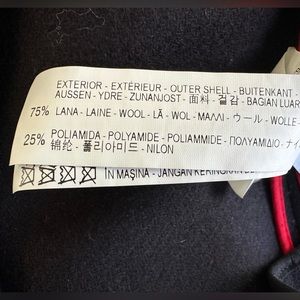 EXTERIOR - EXTÉRIEUR - OUTER SHELL - BUITENKANT -
AUSSEN - YDRE - ZUNANJOST - 面料 - 겉감 - BAGIAN LUAR
75% LANA - LAINE - WOOL - LÃ - WOL - ΜΑΛΛΙ - ウール - WOLLE -
25% POLIAMIDA - POLYAMIDE - POLIAMMIDE - ΠΟΛΥΑΜΙΔΙΟ -
锦纶 - 폴리아미드 - NILON
ÎN MAŞINA - JANGAN KERINGKAN